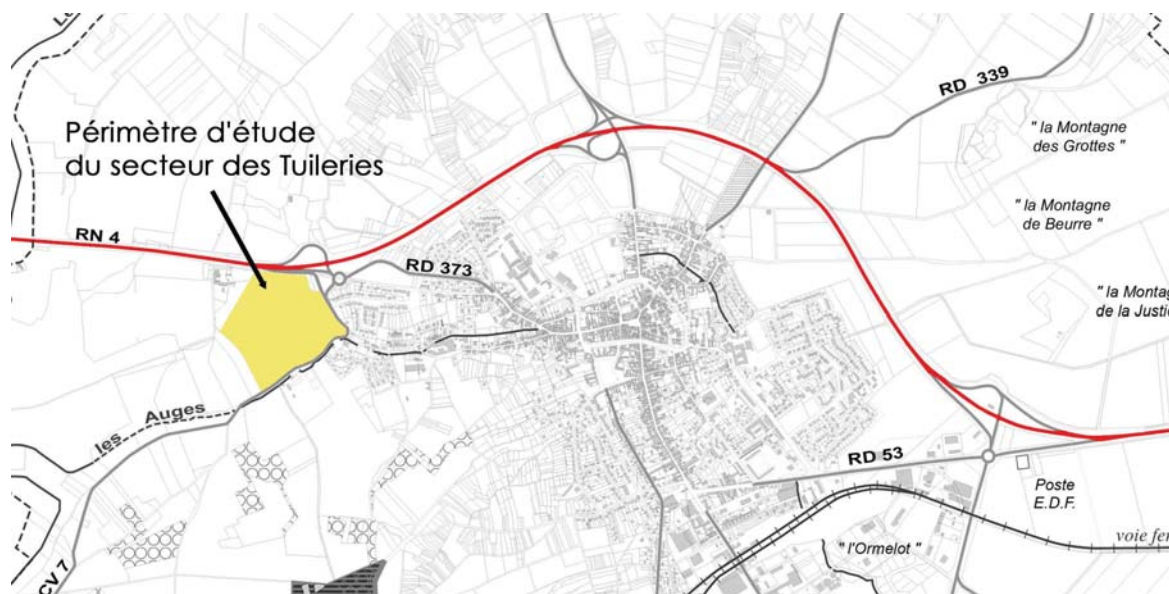 RD 339
Périmètre d'étude
du secteur des Tuileries
" la Montagne
des Grottes "
" la Montagne
de Beurre "
RN 4
RD 373
" la Montag
de la Justic
les Auges
RD 53
Poste
E.D.F.
voie fer
" l'Ormelot "
CV 7